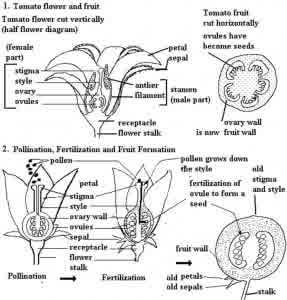 1. Tomato flower and fruit
Tomato flower cut vertically
(half flower diagram)
(female
part)
stigma
style
ovary
ovules
petal
sepal
anther
filament
stamen
(male part)
receptacle
flower stalk
Tomato fruit
cut horizontally
ovules have
become seeds
ovary wall
is now fruit wall
2. Pollination, Fertilization and Fruit Formation
pollen
petal
stigma
style
ovary wall
ovules
sepal
receptacle
flower
stalk
Pollination
Fertilization
pollen grows down
the style
fertilization of
ovule to form a
seed
old
stigma
and style
fruit wall
old petals
old sepals
stalk